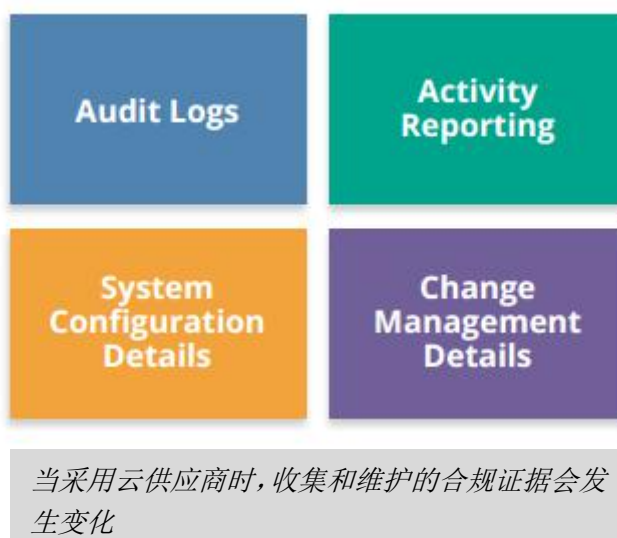 Audit Logs
Activity
Reporting
System
Configuration
Details
Change
Management
Details
当采用云供应商时，收集和维护的合规证据会发
生变化